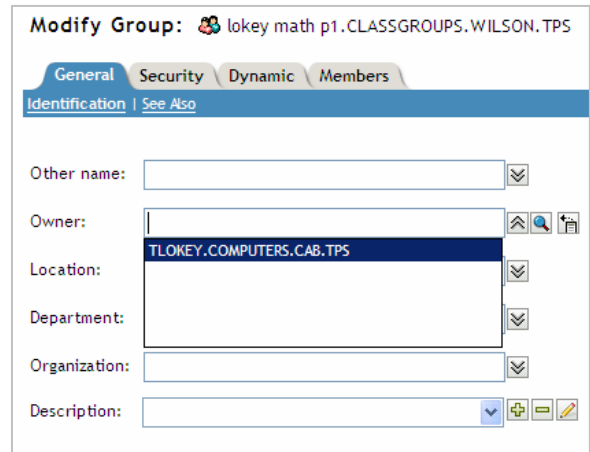 Modify Group: lokey math p1.CLASSGROUPS.WILSON.TPS
General Security Dynamic Members
Identification | See Also
Other name:
Owner:
TLOKEY.COMPUTERS.CAB.TPS
Location:
Department:
Organization:
Description: